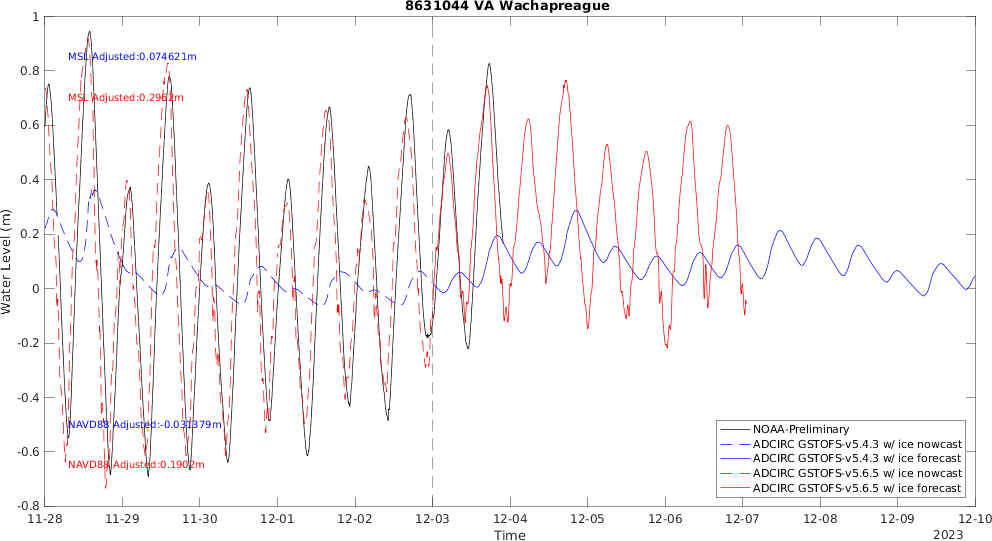 8631044 VA Wachapreague
1
0.8
0.6
0.4
0.2
0
-0.2
-0.4
-0.6
-0.8
Water Level (m)
MSL Adjusted:0.074621m
MSL Adjusted:0.2962m
NAVD88 Adjusted:-0.031379m
NAVD88 Adjusted:0.1902m
NOAA-Preliminary
ADCIRC GSTOFS-v5.4.3 w/ ice nowcast
ADCIRC GSTOFS-v5.4.3 w/ ice forecast
ADCIRC GSTOFS-v5.6.5 w/ ice nowcast
ADCIRC GSTOFS-v5.6.5 w/ ice forecast
11-28 11-29 11-30 12-01 12-02 12-03 12-04 12-05 12-06 12-07 12-08 12-09 12-10
Time
2023